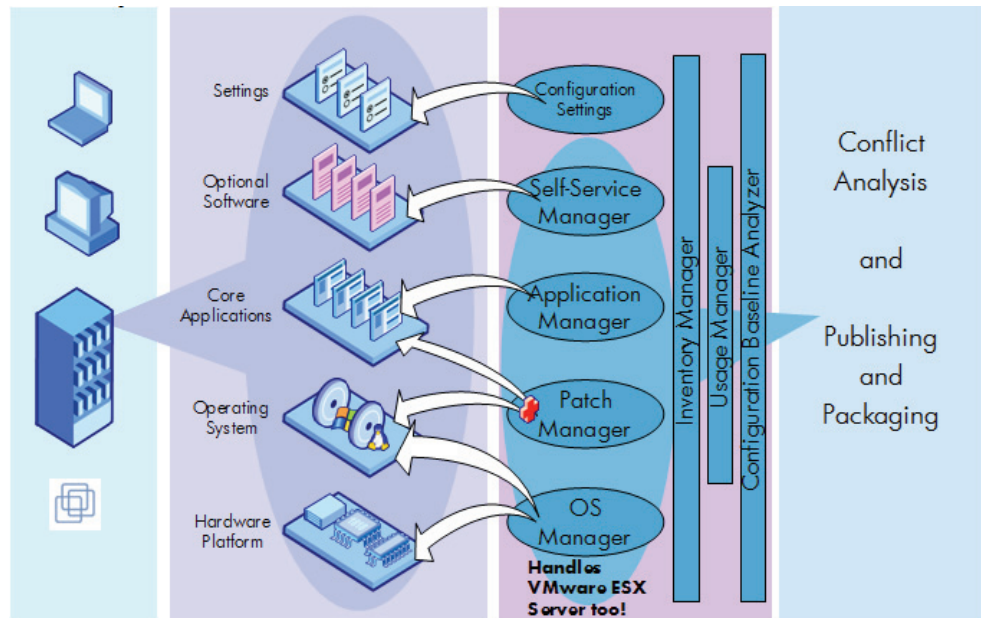 Settings
Optional
Software
Core
Applications
Operating
System
Hardware
Platform
Configuration
Settings
Self-Service
Manager
Application
Manager
Patch
Manager
OS
Manager
Handles
VMware ESX
Server too!
Inventory Manager
Usage Manager
Configuration Baseline Analyzer
Conflict
Analysis
and
Publishing
and
Packaging